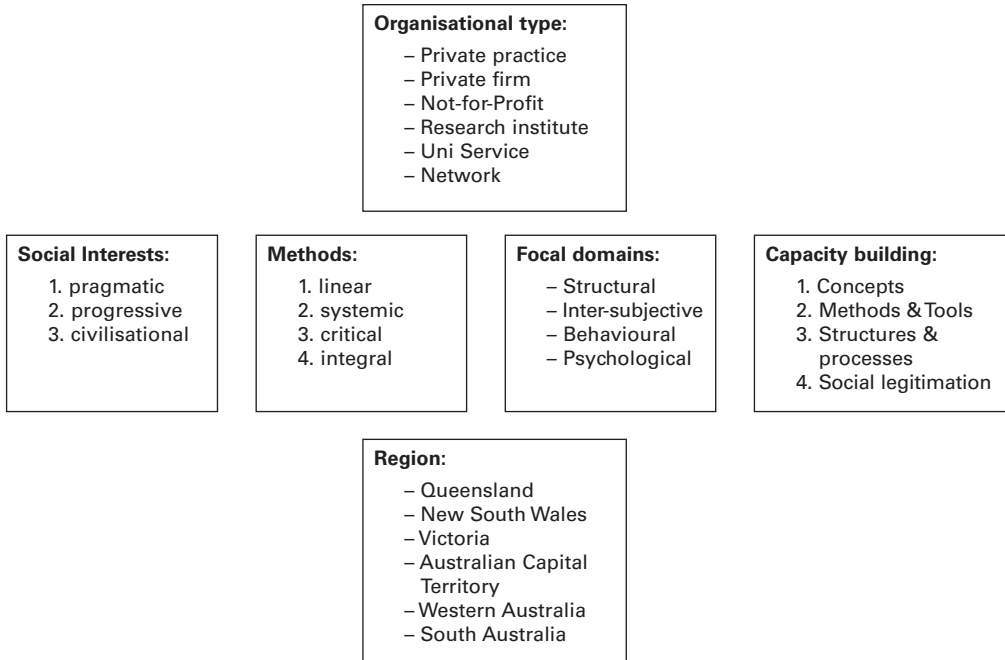 Organisational type:
– Private practice
– Private firm
– Not-for-Profit
– Research institute
– Uni Service
– Network
Social Interests:
1. pragmatic
2. progressive
3. civilisational
Methods:
1. linear
2. systemic
3. critical
4. integral
Focal domains:
– Structural
– Inter-subjective
– Behavioural
– Psychological
Capacity building:
1. Concepts
2. Methods & Tools
3. Structures &
processes
4. Social legitimation
Region:
– Queensland
– New South Wales
– Victoria
– Australian Capital
Territory
– Western Australia
– South Australia